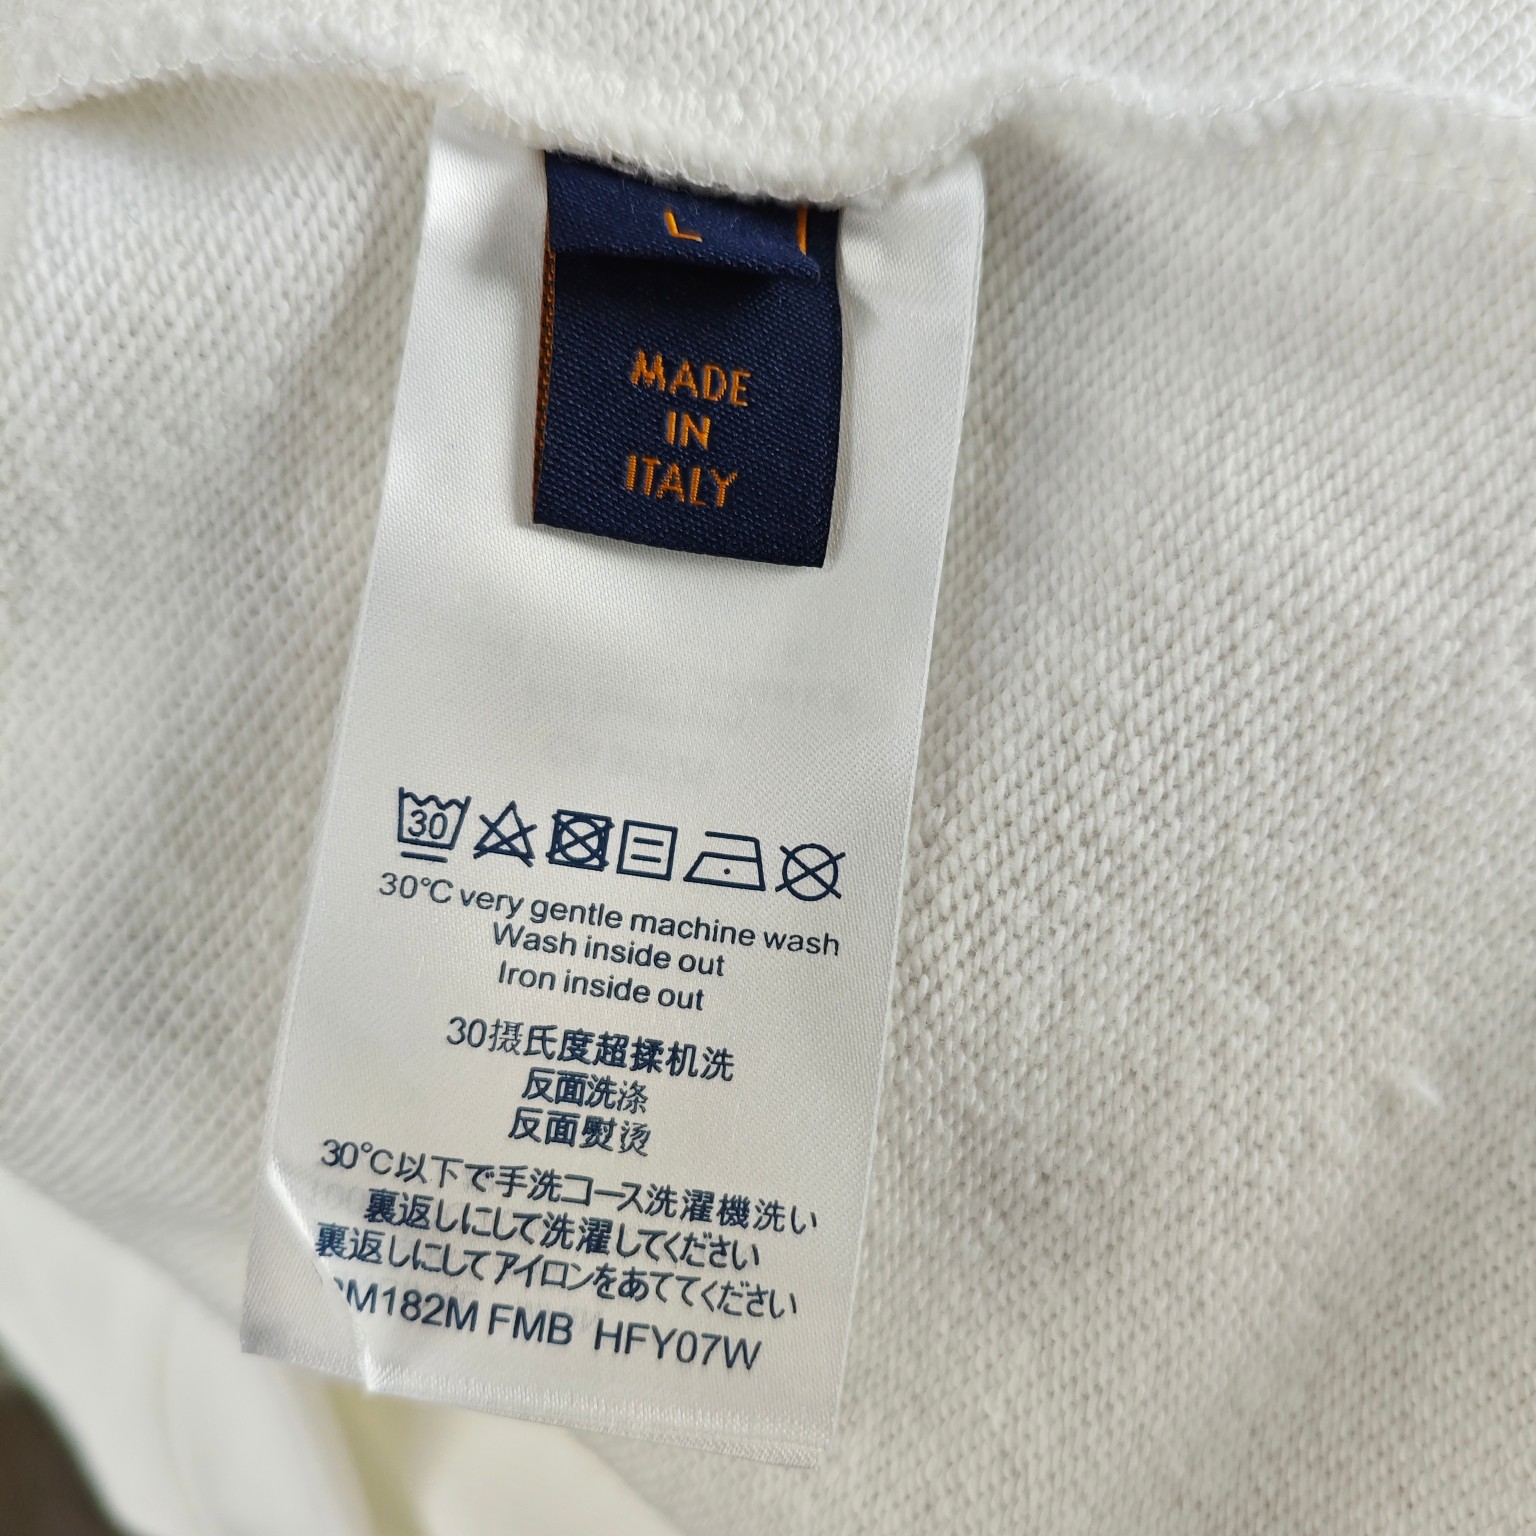 L
MADE
IN
ITALY
30
30°C very gentle machine wash
Wash inside out
Iron inside out
30摄氏度超揉机洗
反面洗涤
反面熨烫
30°C以下で手洗コース洗濯機洗い
裏返しにして洗濯してください
裏返しにしてアイロンをあててください
FMB HFY07W